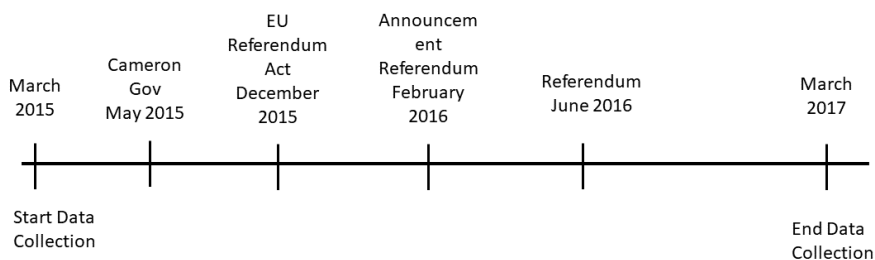 March
2015
Cameron
Gov
May 2015
EU
Referendum
Act
December
2015
Announcem
ent
Referendum
February
2016
Referendum
June 2016
March
2017
Start Data
Collection
End Data
Collection